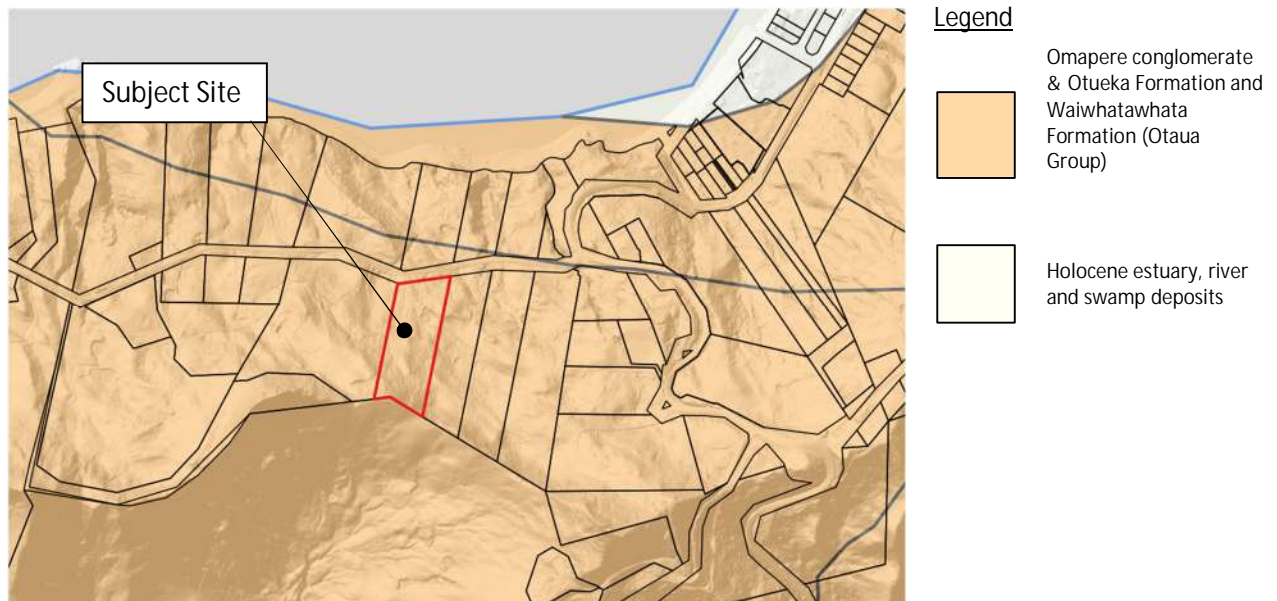 Legend
Subject Site
Omapere conglomerate
& Otueka Formation and
Waiwhatawhata
Formation (Otaua
Group)
Holocene estuary, river
and swamp deposits